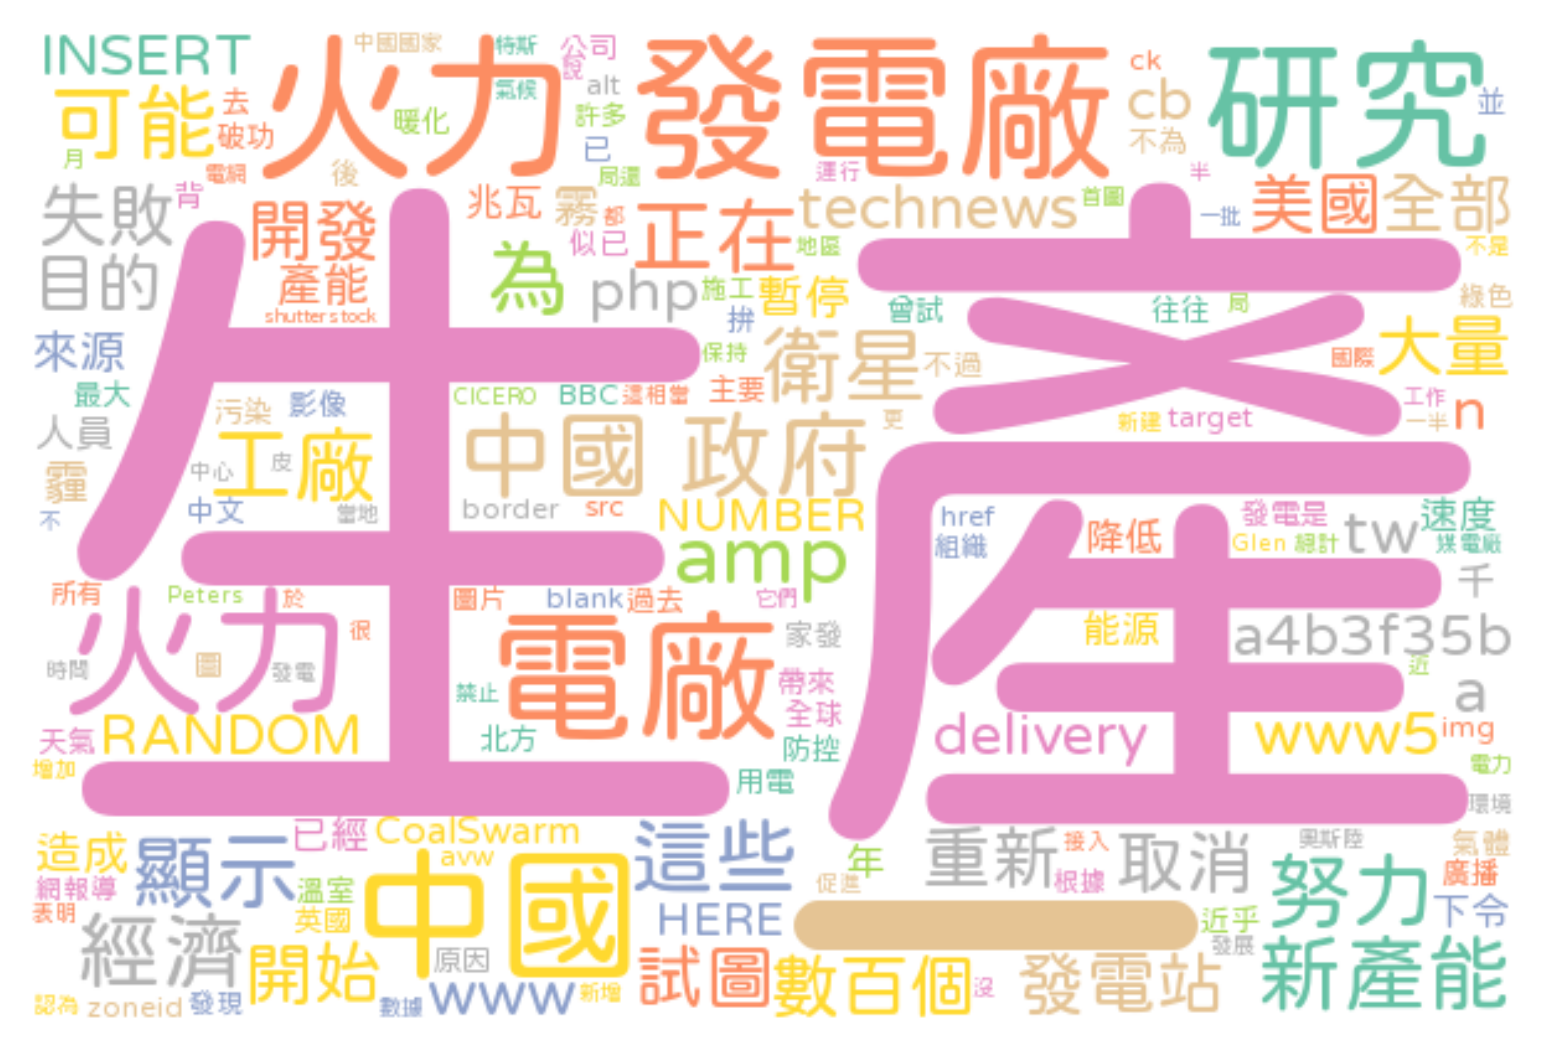 INSERT 中國國家 特斯 公司 說 ck
火力 發電廠 研究
可能 去 破功 暖化 氣候 alt 許多 已 cb 不為 並
月 電網 後 局還 運行 半
失敗 背 開發 兆瓦 霧 都 正在 technews 首圖 一批 美國 全部
目的 產能 為 似已 php 施工 暫停 地區 曾試 往往 局 不是 綠色
shutterstock 拚
生產
來源 保持 衛星 不過 國際 大量
最大 污染 影像 CICERO BBC 這相當 主要 工作 一半 n
人員 工廠 中國 政府 更 新建 target
霾 中心 皮
不 中文 當地 border src NUMBER href 組織 降低 發電是 tw 速度
amp Glen 總計 媒電廠
所有 Peters 於 圖片 blank 過去 它們 千
火力 很 電廠 家發 能源 a4b3f35b
時間 圖 發電 禁止 帶來 近 a
天氣 RANDOM 北方 全球 防控 delivery www5 img
增加 用電 電力 環境
造成 顯示 已經 CoalSwarm 這些 年 重新 接入 取消 奧斯陸 氣體
網報導 溫室 avw 中國 促進 根據 努力 廣播
表明 英國 HERE 一 近乎 下令
經濟 開始 原因 試圖 數百個 沒 發電站 發展 新產能
認為 zoneid 發現 數據 www 新增